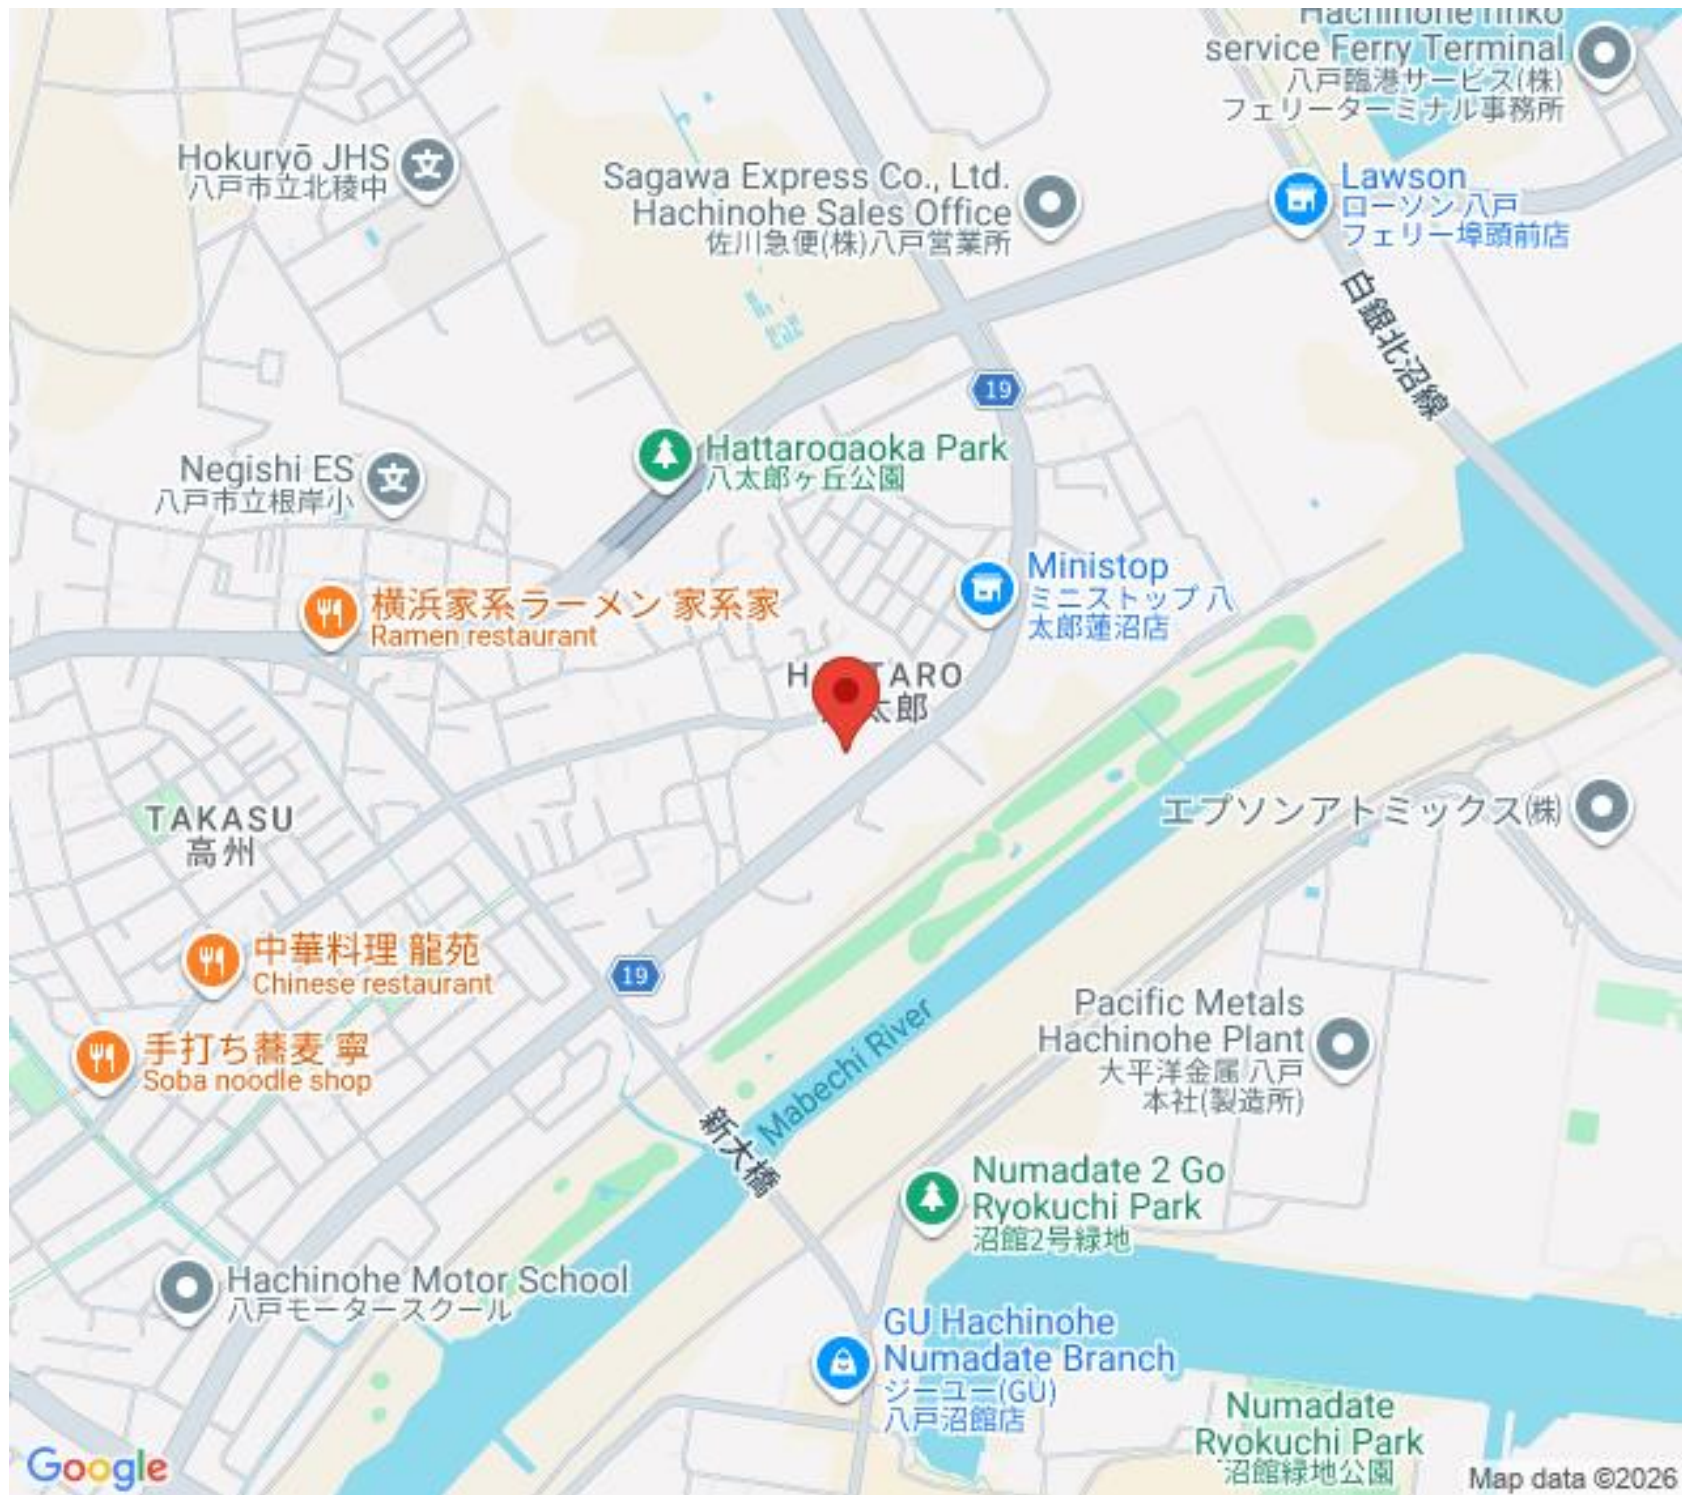 Hachinohe rinko
service Ferry Terminal
八戸臨港サービス(株)
フェリーターミナル事務所
Hokuryō JHS
八戸市立北稜中
Sagawa Express Co., Ltd.
Hachinohe Sales Office
佐川急便(株)八戸営業所
Lawson
ローソン 八戸
フェリー埠頭前店
白銀北沼線
19
Hattarogaoka Park
八太郎ヶ丘公園
Negishi ES
八戸市立根岸小
Ministop
ミニストップ 八
太郎蓮沼店
横浜家系ラーメン 家系家
Ramen restaurant
H TARO
太郎
TAKASU
高州
エプソンアトミックス(株)
中華料理 龍苑
Chinese restaurant
19
手打ち蕎麦 寧
Soba noodle shop
Mabechi River
Pacific Metals
Hachinohe Plant
大平洋金属 八戸
本社(製造所)
新大橋
Numadate 2 Go
Ryokuchi Park
沼館2号緑地
Hachinohe Motor School
八戸モータースクール
GU Hachinohe
Numadate Branch
ジーユー(GU)
八戸沼館店
Numadate
Ryokuchi Park
沼館緑地公園
Google
Map data ©2026